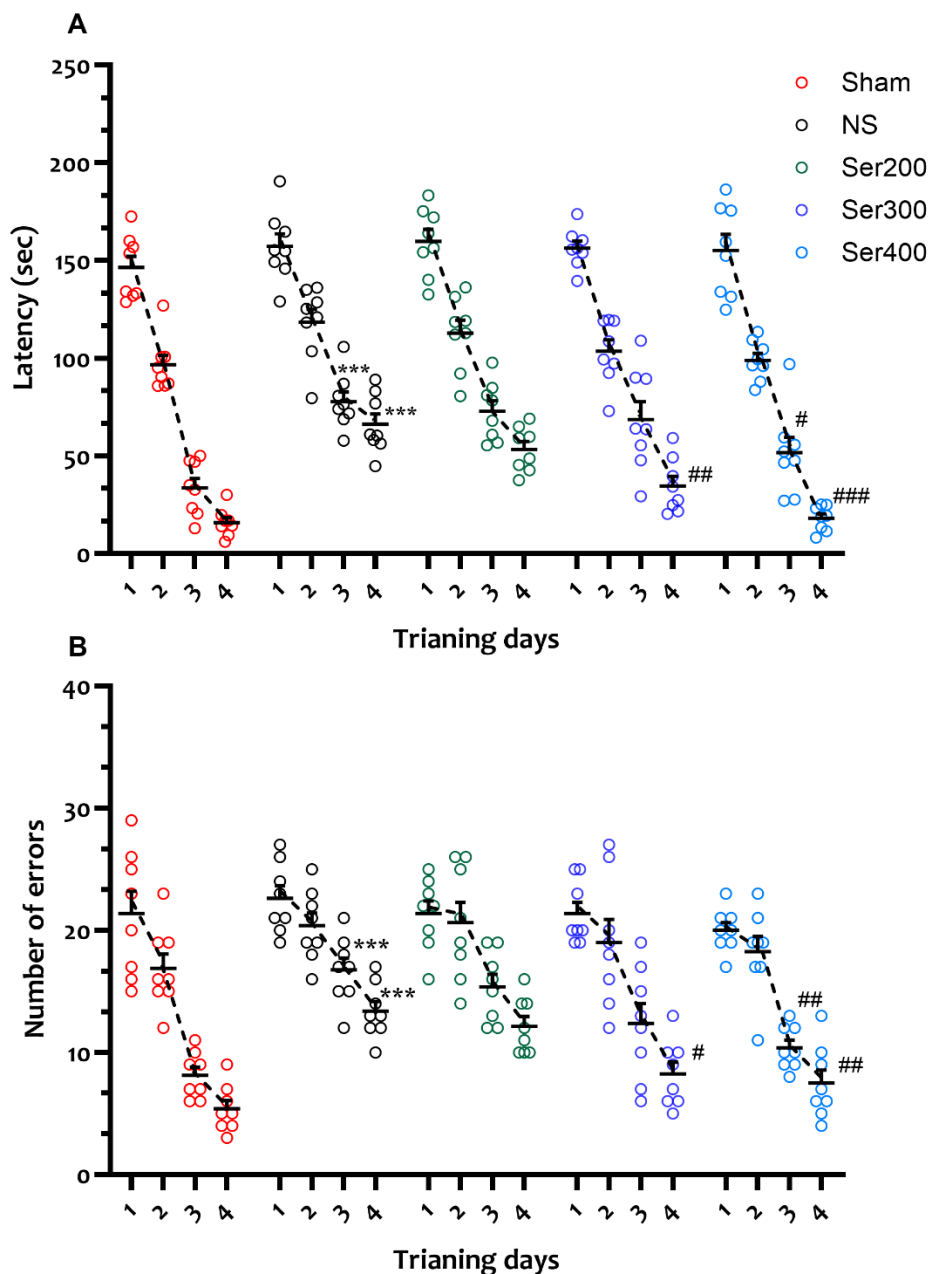 A
250
200
150
100
50
0
Latency (sec)
Sham
NS
Ser200
Ser300
Ser400
***
***
##
#
###
1 2 3 4 1 2 3 4 1 2 3 4 1 2 3 4 1 2 3 4
Trianing days
B
40
30
20
10
0
Number of errors
***
***
#
##
##
1 2 3 4 1 2 3 4 1 2 3 4 1 2 3 4 1 2 3 4
Trianing days